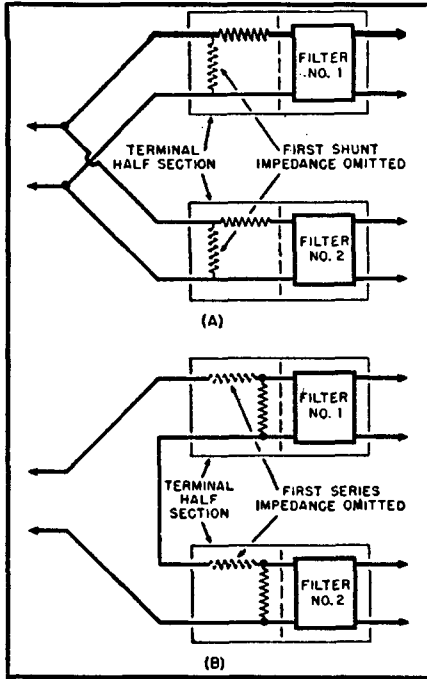 FILTER
NO. 1
TERMINAL
HALF SECTION
FIRST SHUNT
IMPEDANCE OMITTED
FILTER
NO. 2
(A)
FILTER
NO. 1
TERMINAL
HALF
SECTION
FIRST SERIES
IMPEDANCE OMITTED
FILTER
NO. 2
(B)